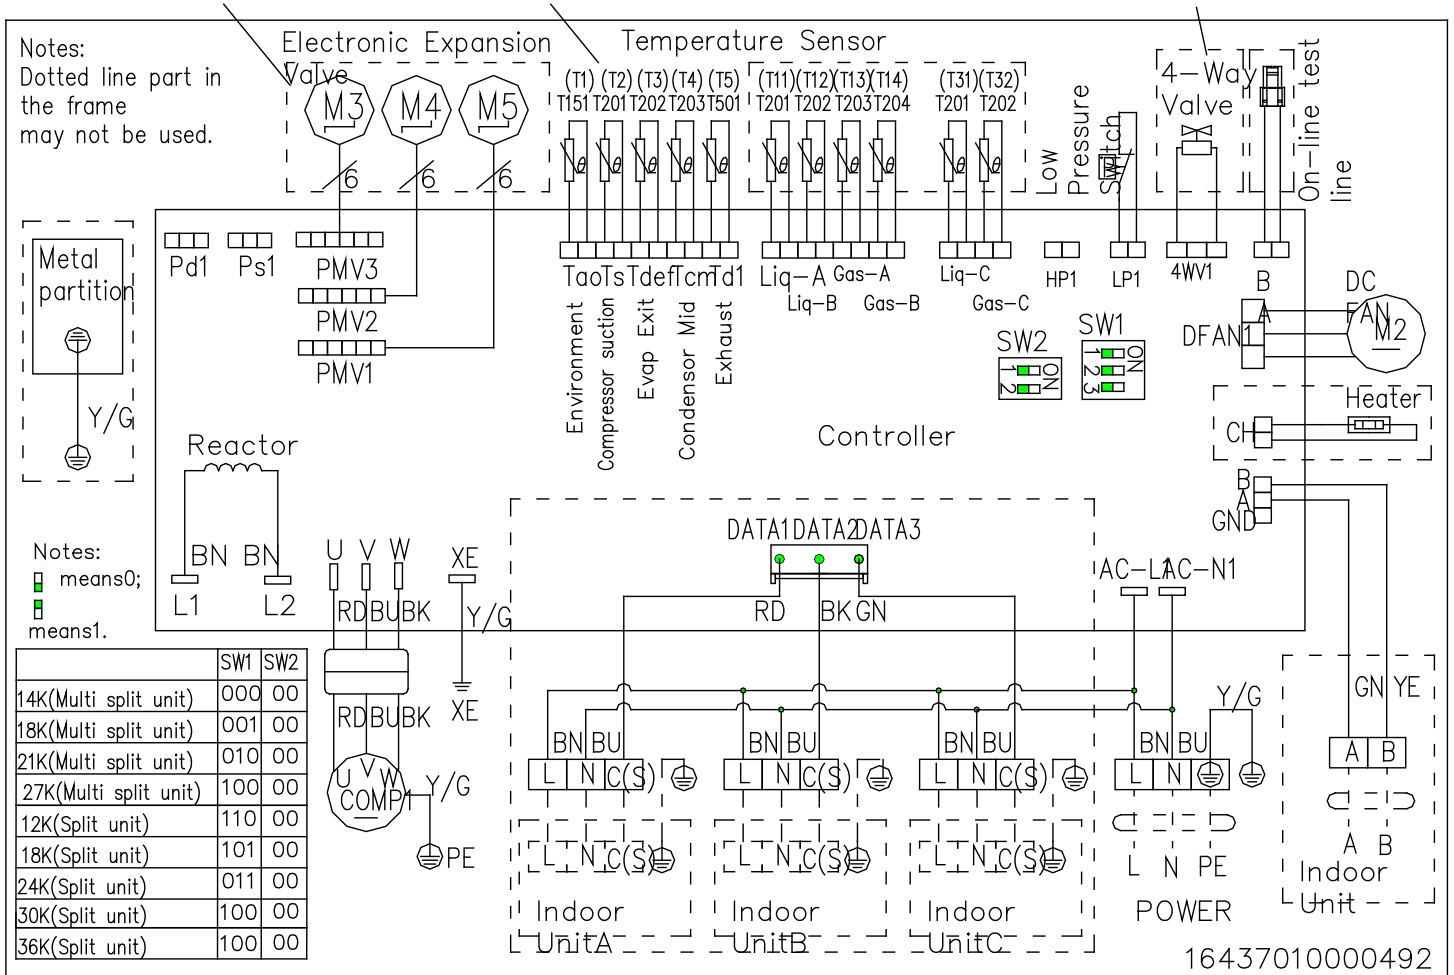 Notes:
Dotted line part in
the frame
may not be used.
Electronic Expansion
Valve
M3
M4
M5
6
6
6
Temperature Sensor
(T1) (T2) (T3) (T4) (T5)
T151 T201 T202 T203 T501
(T11) (T12) (T13) (T14)
T201 T202 T203 T204
(T31) (T32)
T201 T202
θ θ θ θ θ θ θ θ θ θ θ
Low
Pressure
Switch
4-Way
Valve
On-line test
line
Metal
partition
Y/G
Pd1
Ps1
PMV3
PMV2
PMV1
Tao Ts Tdef Tcm Td1
Environment
Compressor suction
Evap Exit
Condensor Mid
Exhaust
Liq-A
Gas-A
Liq-B
Gas-B
Liq-C
Gas-C
HP1
LP1
4WV1
B
A
DC
FAN
M2
DFAN1
SW2
1 2 ON
SW1
1 2 3 ON
Heater
CH
Controller
B
A
GND
Reactor
BN BN
L1 L2
Notes:
means0;
means1.
U V W
RD BU BK
RD BU BK
U V W
COMP1
Y/G
PE
XE
Y/G
XE
DATA1 DATA2 DATA3
RD BK GN
AC-L1 AC-N1
BN BU
BN BU
BN BU
BN BU
Y/G
L N C(S)
L N C(S)
L N C(S)
L N
L N C(S)
L N C(S)
L N C(S)
L N PE
Indoor
UnitA
Indoor
UnitB
Indoor
UnitC
POWER
GN YE
A B
A B
Indoor
Unit
SW1 SW2
14K(Multi split unit) 000 00
18K(Multi split unit) 001 00
21K(Multi split unit) 010 00
27K(Multi split unit) 100 00
12K(Split unit) 110 00
18K(Split unit) 101 00
24K(Split unit) 011 00
30K(Split unit) 100 00
36K(Split unit) 100 00
16437010000492